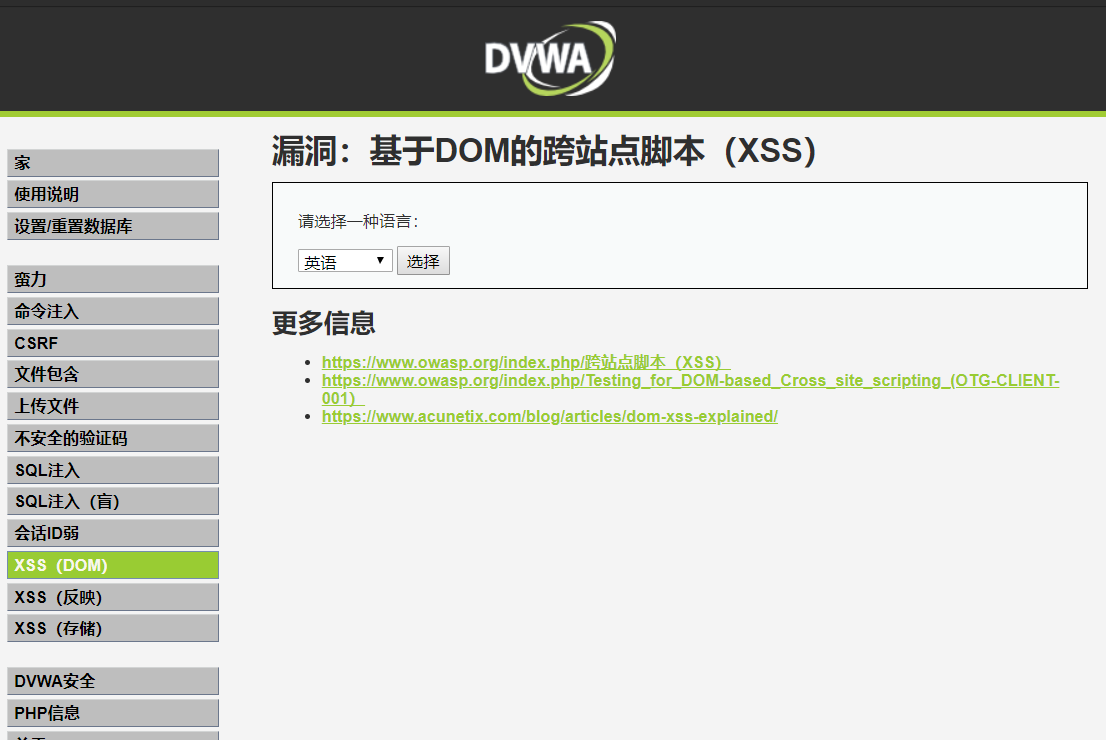 DVWA
漏洞：基于DOM的跨站点脚本（XSS）
家
使用说明
设置/重置数据库
蛮力
命令注入
CSRF
文件包含
上传文件
不安全的验证码
SQL注入
SQL注入（盲）
会话ID弱
XSS（DOM）
XSS（反映）
XSS（存储）
DVWA安全
PHP信息
请选择一种语言：
英语
选择
更多信息
https://www.owasp.org/index.php/跨站点脚本（XSS）
https://www.owasp.org/index.php/Testing_for_DOM-based_Cross_site_scripting_(OTG-CLIENT-
001）
https://www.acunetix.com/blog/articles/dom-xss-explained/